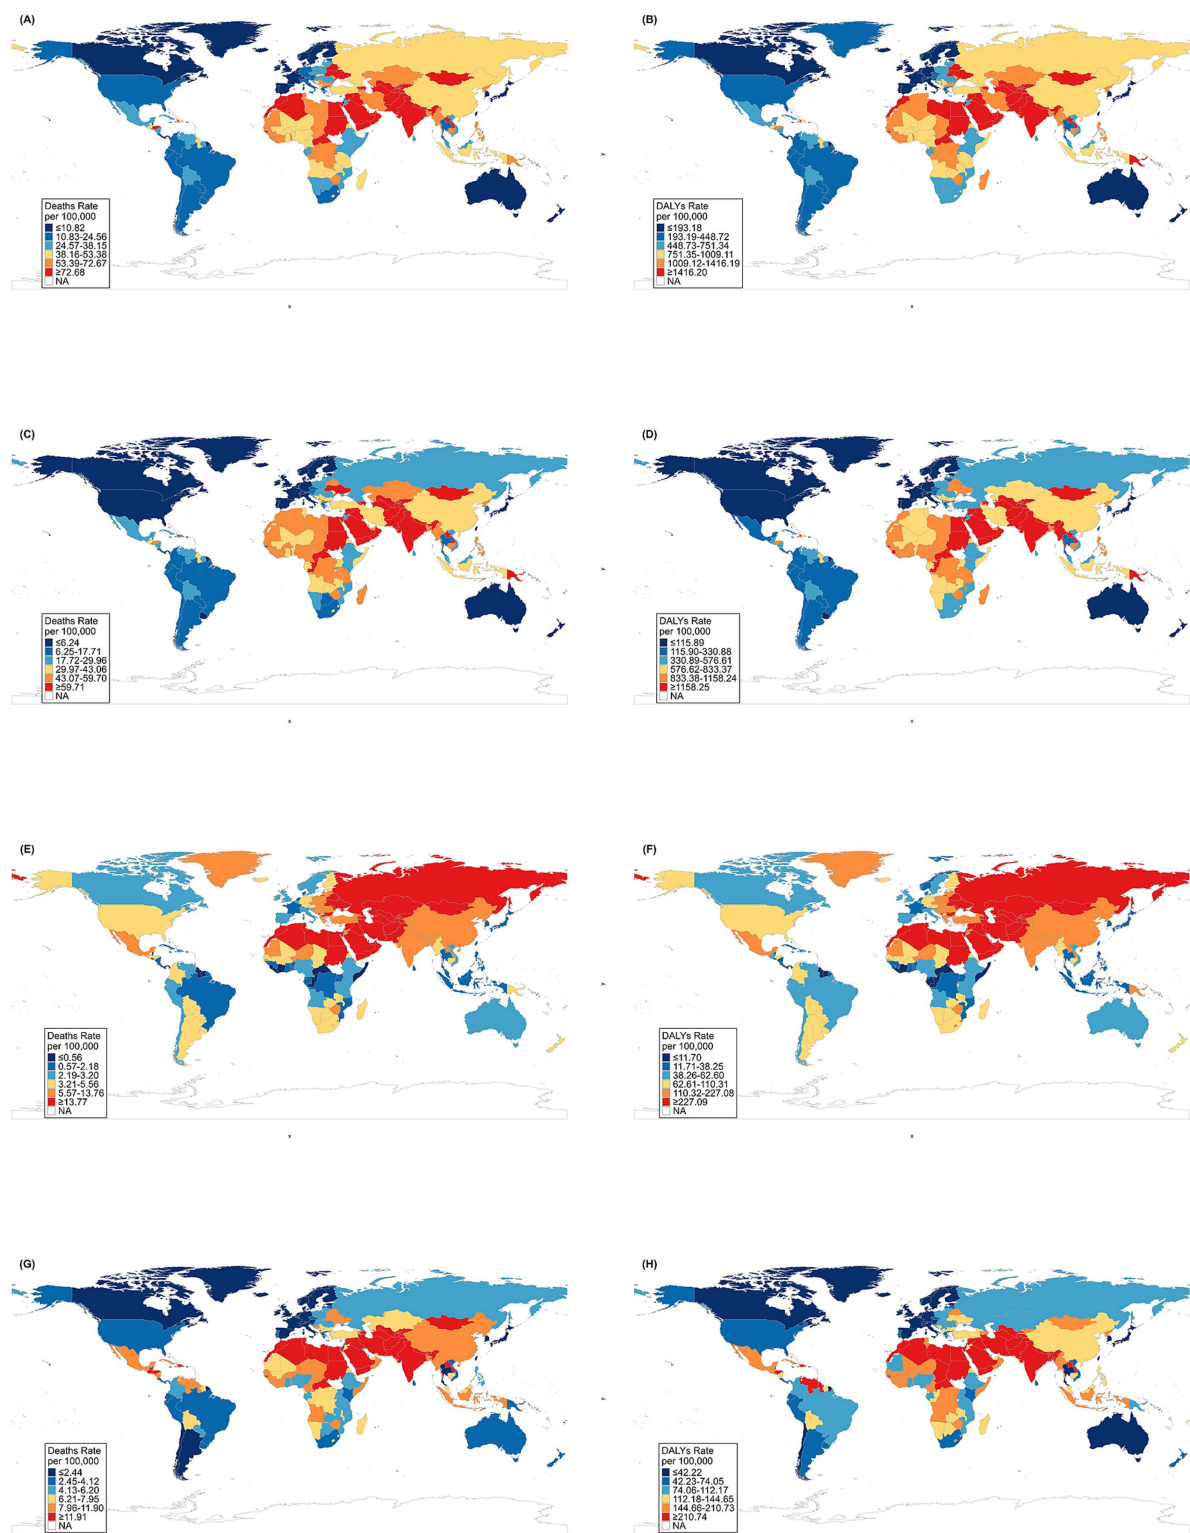 (A)
Deaths Rate
per 100,000
≤10.82
10.83-24.56
24.57-38.15
38.16-53.38
53.39-72.67
≥72.68
NA
x
(B)
y
DALYs Rate
per 100,000
≤193.18
193.19-448.72
448.73-751.34
751.35-1009.11
1009.12-1416.19
≥1416.20
NA
x
(C)
Deaths Rate
per 100,000
≤6.24
6.25-17.71
17.72-29.96
29.97-43.06
43.07-59.70
≥59.71
NA
x
(D)
y
DALYs Rate
per 100,000
≤115.89
115.90-330.88
330.89-576.61
576.62-833.37
833.38-1158.24
≥1158.25
NA
x
(E)
Deaths Rate
per 100,000
≤0.56
0.57-2.18
2.19-3.20
3.21-5.56
5.57-13.76
≥13.77
NA
x
(F)
y
DALYs Rate
per 100,000
≤11.70
11.71-38.25
38.26-62.60
62.61-110.31
110.32-227.08
≥227.09
NA
x
(G)
Deaths Rate
per 100,000
≤2.44
2.45-4.12
4.13-6.20
6.21-7.95
7.96-11.90
≥11.91
NA
(H)
y
DALYs Rate
per 100,000
≤42.22
42.23-74.05
74.06-112.17
112.18-144.65
144.66-210.73
≥210.74
NA